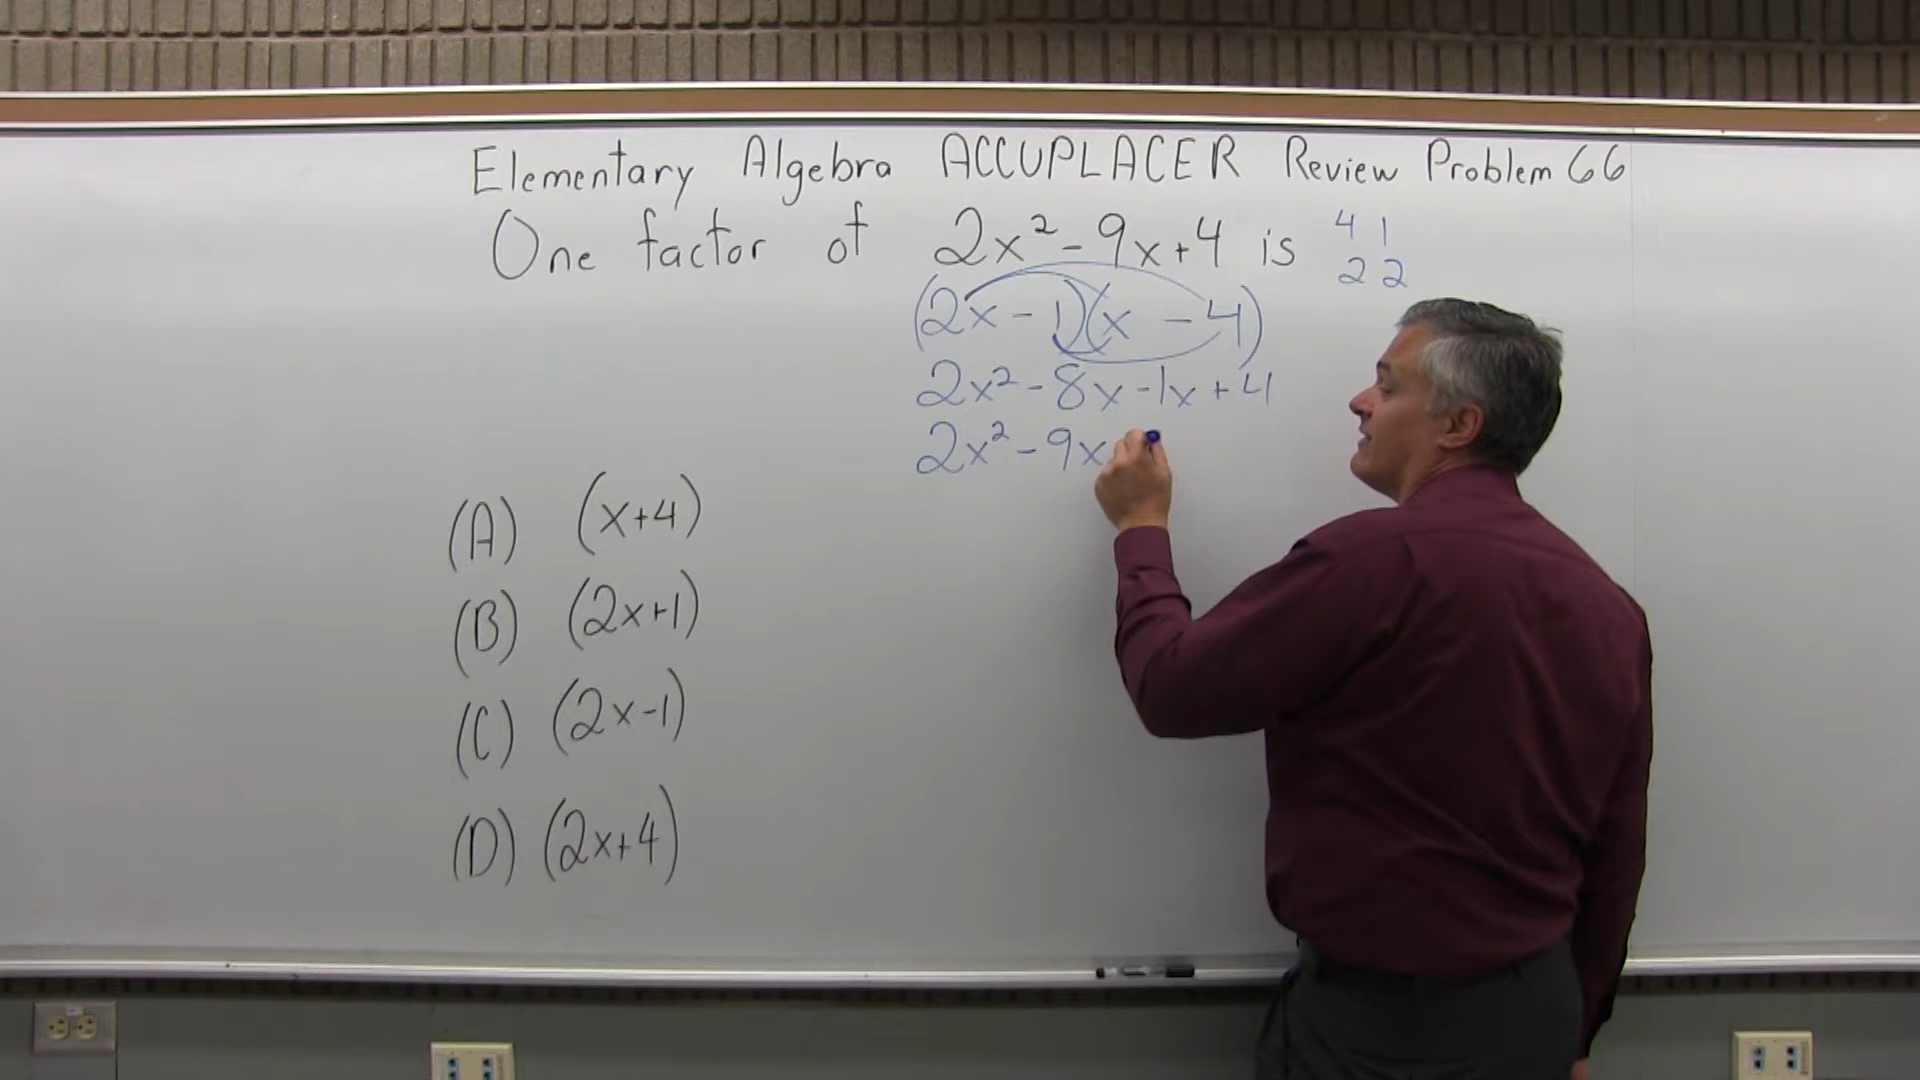 Elementary Algebra ACCUPLACER Review Problem 66
One factor of 2x² - 9x + 4 is
4 1
2 2
(2x - 1)(x - 4)
2x² - 8x - 1x + 4
2x² - 9x
(A) (x+4)
(B) (2x+1)
(C) (2x-1)
(D) (2x+4)